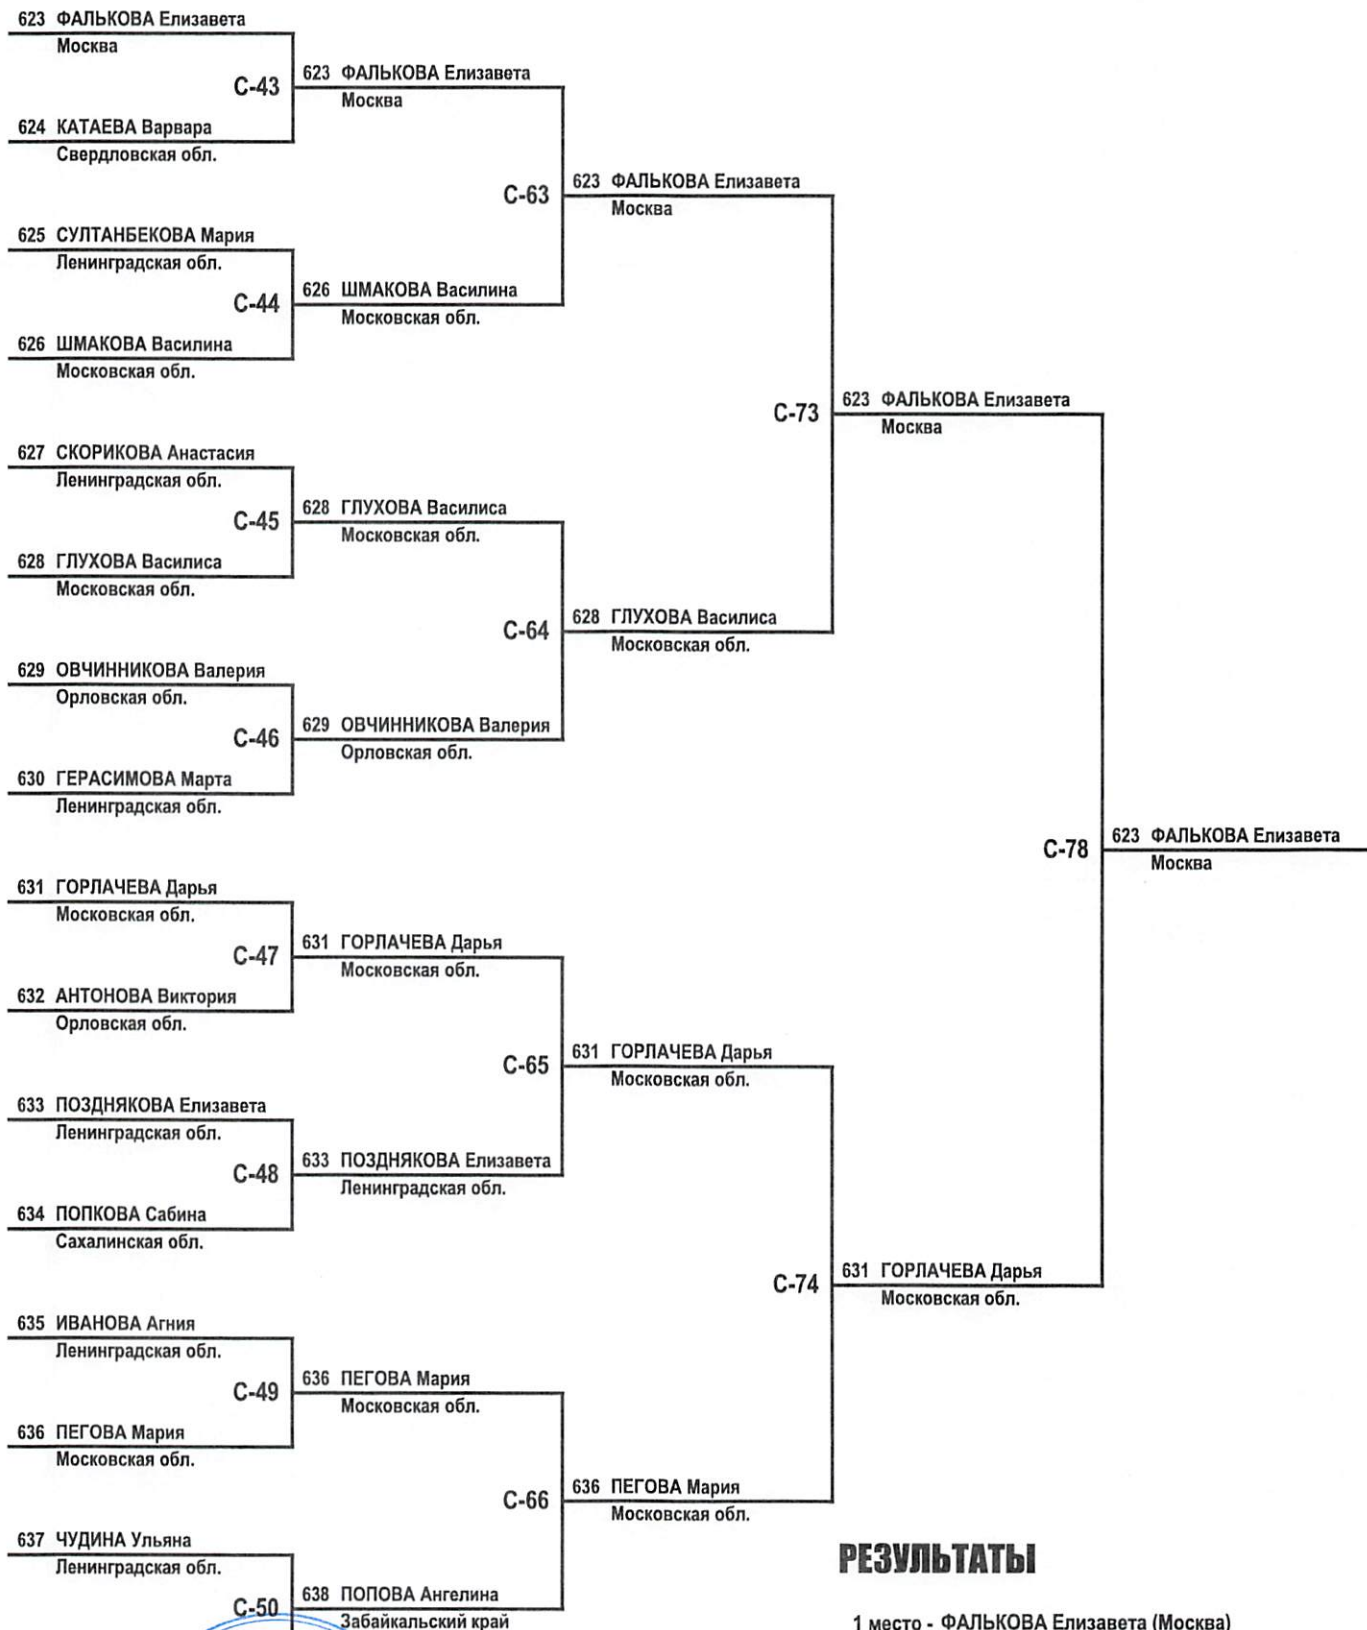 623 ФАЛЬКОВА Елизавета
Москва
С-43
624 КАТАЕВА Варвара
Свердловская обл.
623 ФАЛЬКОВА Елизавета
Москва
625 СУЛТАНБЕКОВА Мария
Ленинградская обл.
С-44
626 ШМАКОВА Василина
Московская обл.
626 ШМАКОВА Василина
Московская обл.
С-63
623 ФАЛЬКОВА Елизавета
Москва
627 СКОРИКОВА Анастасия
Ленинградская обл.
С-45
628 ГЛУХОВА Василиса
Московская обл.
628 ГЛУХОВА Василиса
Московская обл.
629 ОВЧИННИКОВА Валерия
Орловская обл.
С-46
630 ГЕРАСИМОВА Марта
Ленинградская обл.
629 ОВЧИННИКОВА Валерия
Орловская обл.
С-64
628 ГЛУХОВА Василиса
Московская обл.
С-73
623 ФАЛЬКОВА Елизавета
Москва
631 ГОРЛАЧЕВА Дарья
Московская обл.
С-47
632 АНТОНОВА Виктория
Орловская обл.
631 ГОРЛАЧЕВА Дарья
Московская обл.
633 ПОЗДНЯКОВА Елизавета
Ленинградская обл.
С-48
634 ПОПКОВА Сабина
Сахалинская обл.
633 ПОЗДНЯКОВА Елизавета
Ленинградская обл.
С-65
631 ГОРЛАЧЕВА Дарья
Московская обл.
635 ИВАНОВА Агния
Ленинградская обл.
С-49
636 ПЕГОВА Мария
Московская обл.
636 ПЕГОВА Мария
Московская обл.
637 ЧУДИНА Ульяна
Ленинградская обл.
С-50
638 ПОПОВА Ангелина
Забайкальский край
С-66
636 ПЕГОВА Мария
Московская обл.
С-74
631 ГОРЛАЧЕВА Дарья
Московская обл.
С-78
623 ФАЛЬКОВА Елизавета
Москва
РЕЗУЛЬТАТЫ
1 место - ФАЛЬКОВА Елизавета (Москва)